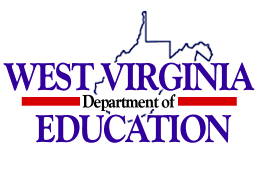 WEST VIRGINIA
Department of
EDUCATION